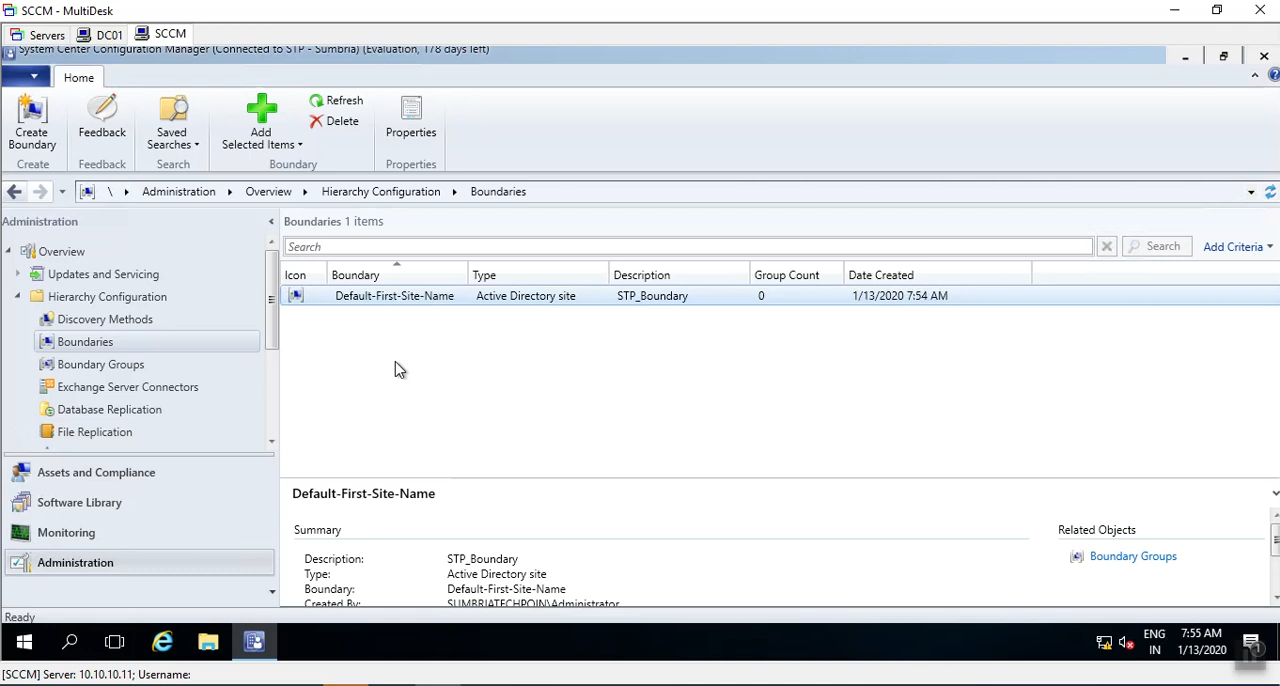 SCCM - MultiDesk
Servers DC01 SCCM
System Center Configuration Manager (Connected to STP - Sumbria) (Evaluation, 178 days left)
Home
Create Boundary
Feedback
Saved Searches
Add Selected Items
Refresh
Delete
Properties
Create Feedback Search Boundary Properties
\ Administration Overview Hierarchy Configuration Boundaries
Administration
Overview
Updates and Servicing
Hierarchy Configuration
Discovery Methods
Boundaries
Boundary Groups
Exchange Server Connectors
Database Replication
File Replication
Assets and Compliance
Software Library
Monitoring
Administration
Boundaries 1 items
Search Search Add Criteria
Icon Boundary Type Description Group Count Date Created
Default-First-Site-Name Active Directory site STP_Boundary 0 1/13/2020 7:54 AM
Default-First-Site-Name
Summary
Description: STP_Boundary
Type: Active Directory site
Boundary: Default-First-Site-Name
Created By: SUMBRIATECHPOIN\Administrator
Related Objects
Boundary Groups
Ready
ENG IN
7:55 AM
1/13/2020
[SCCM] Server: 10.10.10.11; Username: